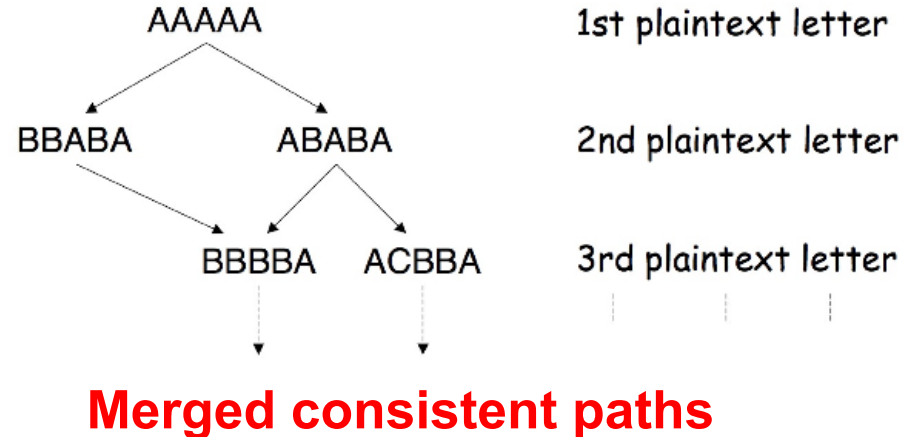 AAAAA 1st plaintext letter
BBABA ABABA 2nd plaintext letter
BBBBA ACBBA 3rd plaintext letter
Merged consistent paths